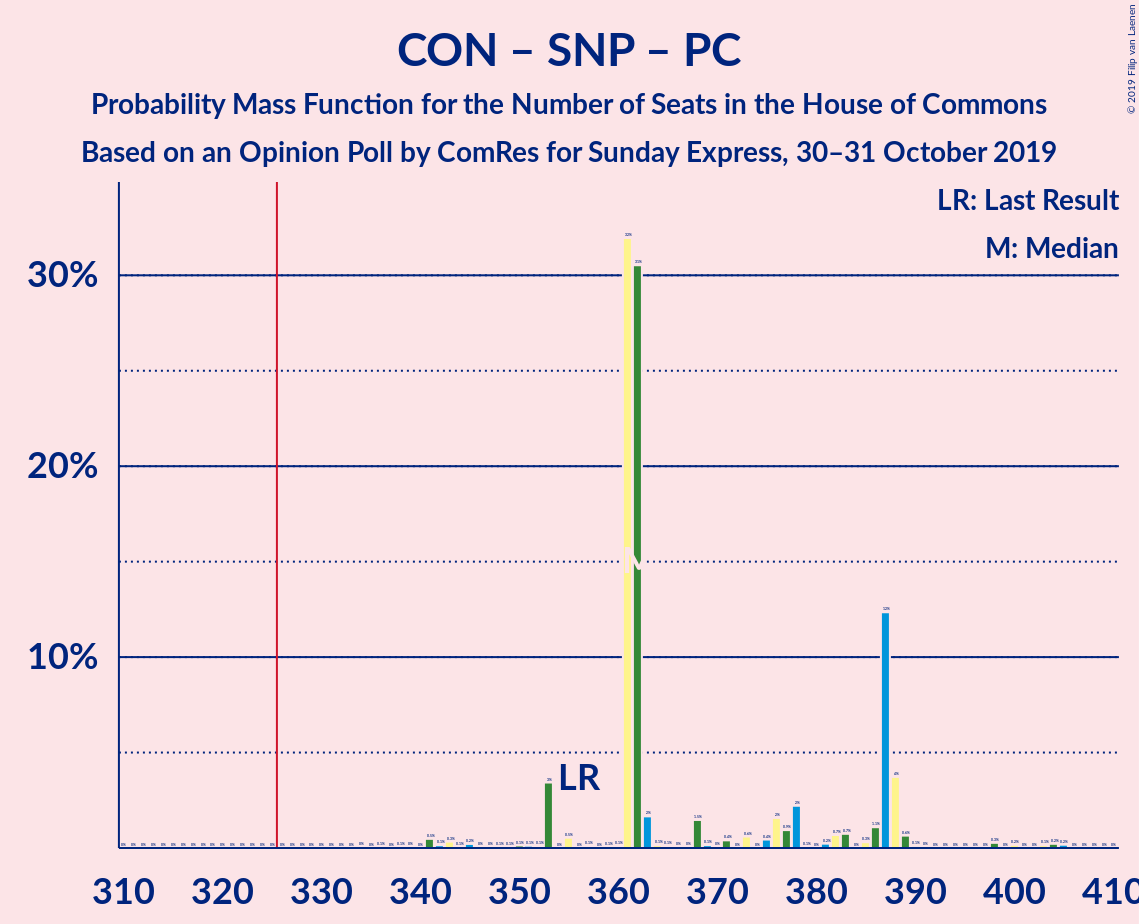 CON – SNP – PC
Probability Mass Function for the Number of Seats in the House of Commons
Based on an Opinion Poll by ComRes for Sunday Express, 30–31 October 2019
© 2019 Filip van Laenen
LR: Last Result
M: Median
30%
20%
10%
LR
M
310 320 330 340 350 360 370 380 390 400 410